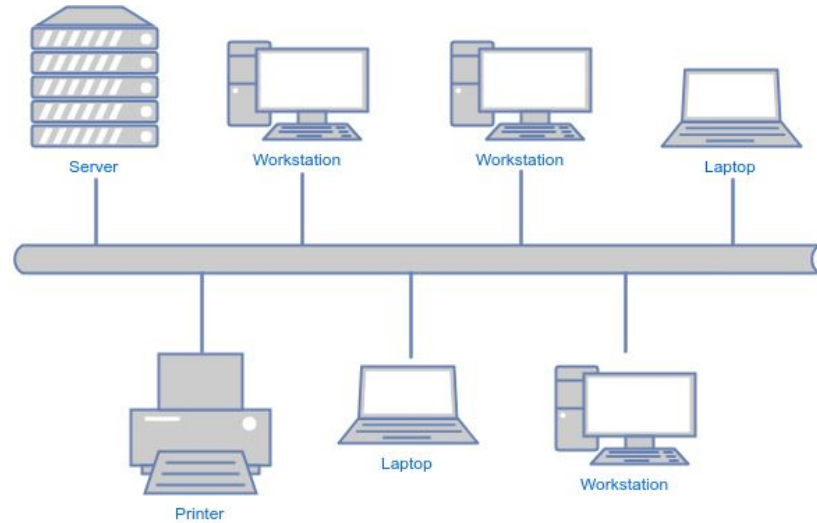 Server
Workstation
Workstation
Laptop
Printer
Laptop
Workstation